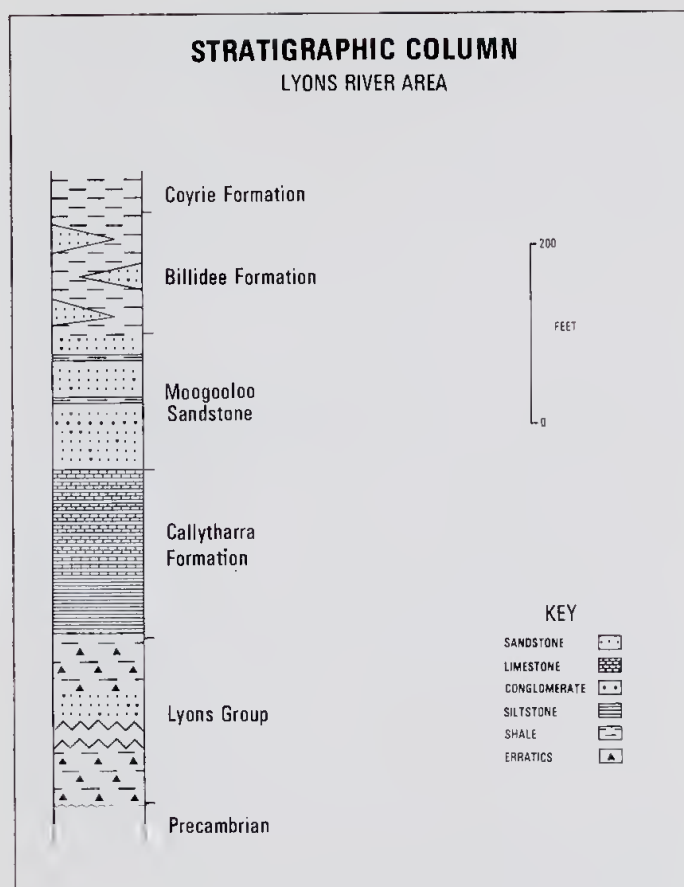 STRATIGRAPHIC COLUMN
LYONS RIVER AREA
Coyrie Formation
200
Billidee Formation
FEET
Moogooloo
Sandstone
0
Callytharra
Formation
KEY
SANDSTONE
LIMESTONE
CONGLOMERATE
SILTSTONE
SHALE
ERRATICS
Lyons Group
Precambrian